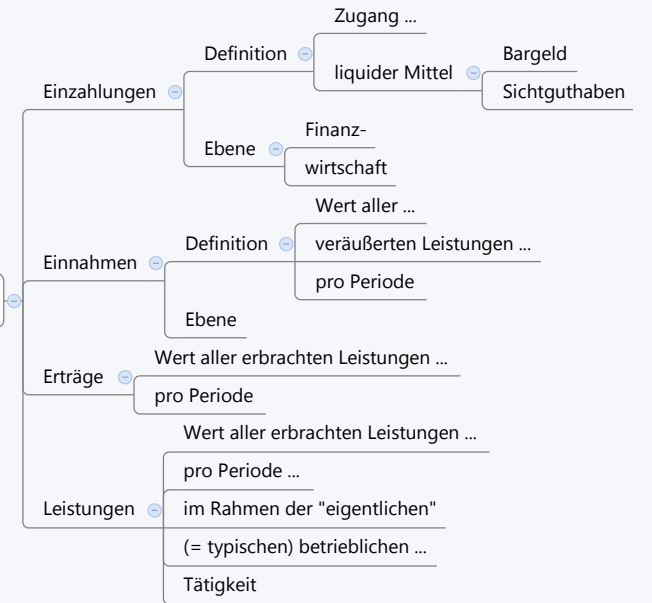 Einzahlungen
Definition
Zugang ...
liquider Mittel
Bargeld
Sichtguthaben
Ebene
Finanz-
wirtschaft
Einnahmen
Definition
Wert aller ...
veräußerten Leistungen ...
pro Periode
Ebene
Erträge
Wert aller erbrachten Leistungen ...
pro Periode
Leistungen
Wert aller erbrachten Leistungen ...
pro Periode ...
im Rahmen der "eigentlichen"
(= typischen) betrieblichen ...
Tätigkeit